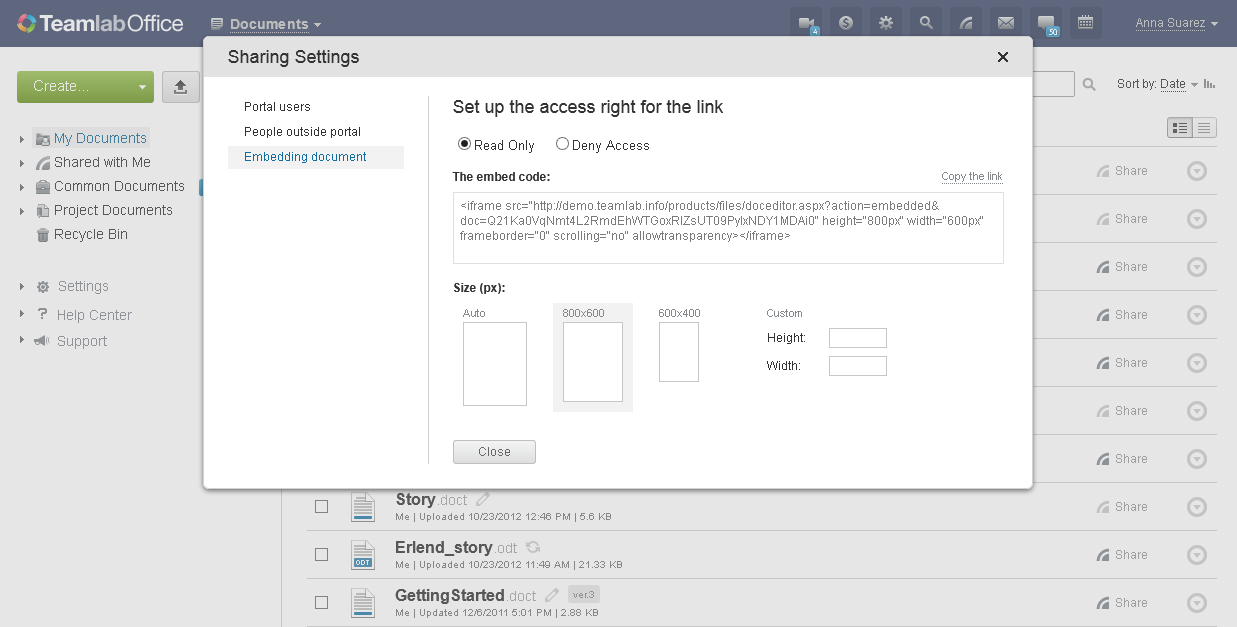 TeamlabOffice
Documents
4
50
Anna Suarez
Sharing Settings
Create...
Sort by: Date
My Documents
Shared with Me
Common Documents
Project Documents
Recycle Bin
Settings
? Help Center
Support
Portal users
People outside portal
Embedding document
Set up the access right for the link
Read Only
Deny Access
The embed code:
Copy the link
<iframe src="http://demo.teamlab.info/products/files/doceditor.aspx?action=embedded&
doc=Q21Ka0VqNmt4L2RmdEhWTGoxRlZsUT09PylxNDY1MDAi0" height="800px" width="600px"
frameborder="0" scrolling="no" allowtransparency></iframe>
Size (px):
Auto
800x600
600x400
Custom
Height:
Width:
Close
Share
Share
Share
Share
Share
Share
Share
Story.doct
Me | Uploaded 10/23/2012 12:46 PM | 5.6 KB
Share
ODT
Erlend_story.odt
Me | Uploaded 10/23/2012 11:49 AM | 21.33 KB
Share
GettingStarted.doct
ver.3
Me | Updated 12/6/2011 5:01 PM | 2.88 KB
Share